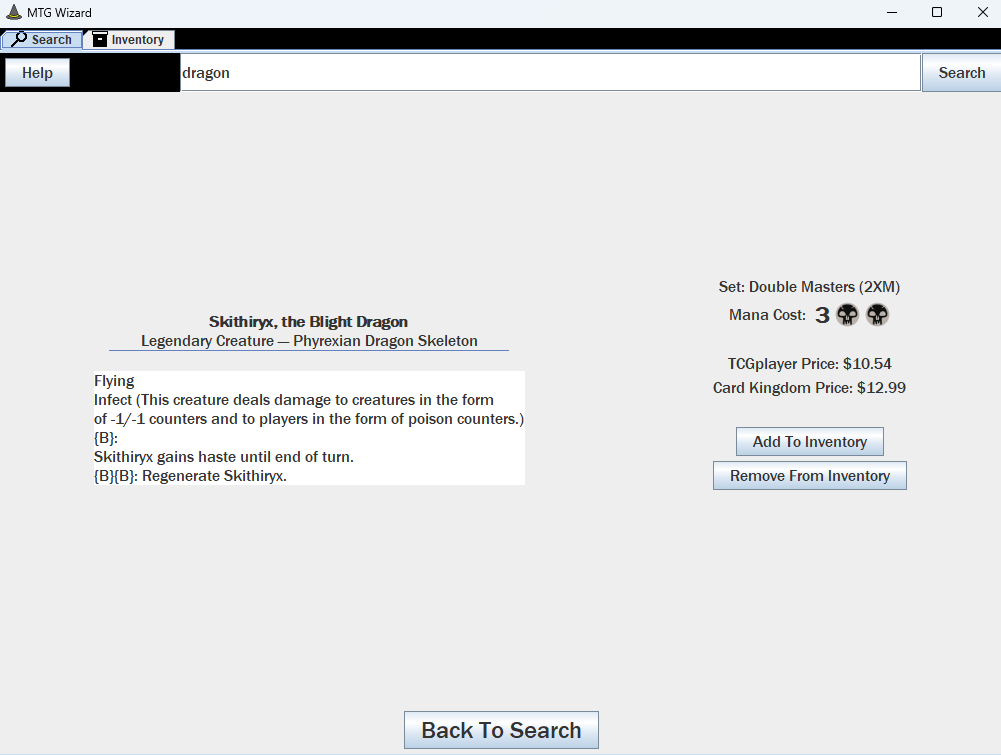 MTG Wizard
Search
Inventory
Help
dragon
Search
Skithiryx, the Blight Dragon
Legendary Creature — Phyrexian Dragon Skeleton
Flying
Infect (This creature deals damage to creatures in the form
of -1/-1 counters and to players in the form of poison counters.)
{B}:
Skithiryx gains haste until end of turn.
{B}{B}: Regenerate Skithiryx.
Set: Double Masters (2XM)
Mana Cost: 3
TCGplayer Price: $10.54
Card Kingdom Price: $12.99
Add To Inventory
Remove From Inventory
Back To Search